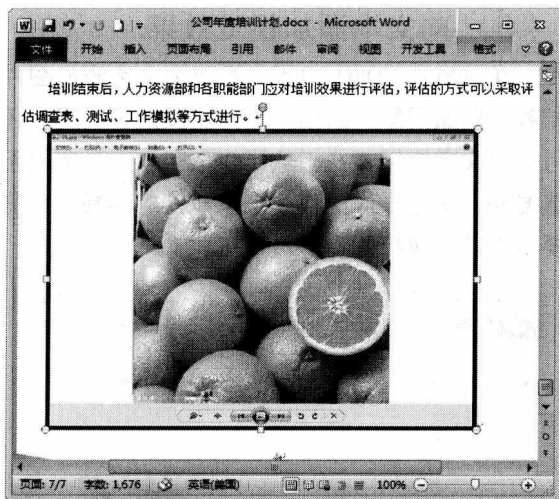 公司年度培训计划.docx - Microsoft Word
文件 开始 插入 页面布局 引用 邮件 审阅 视图 开发工具 格式
培训结束后，人力资源部和各职能部门应对培训效果进行评估，评估的方式可以采取评
估调查表、测试、工作模拟等方式进行。
页面: 7/7 字数: 1,676 英语(美国) 100%